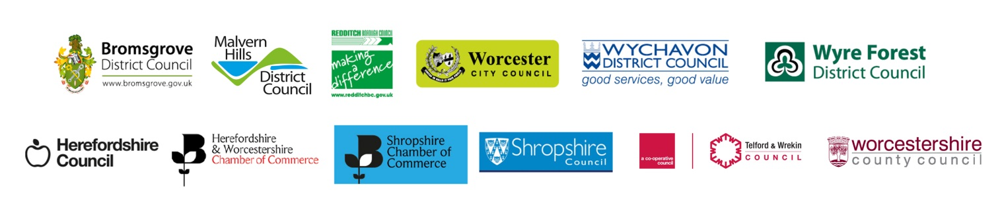 Bromsgrove
District Council
www.bromsgrove.gov.uk
Malvern
Hills
District
Council
REDDITCH BOROUGH COUNCIL
making
a
difference
www.redditchbc.gov.uk
Worcester
CITY COUNCIL
WYCHAVON
DISTRICT COUNCIL
good services, good value
Wyre Forest
District Council
Herefordshire
Council
Herefordshire
& Worcestershire
Chamber of Commerce
Shropshire
Chamber of
Commerce
Shropshire
Council
a co-operative
council
Telford & Wrekin
COUNCIL
worcestershire
county council